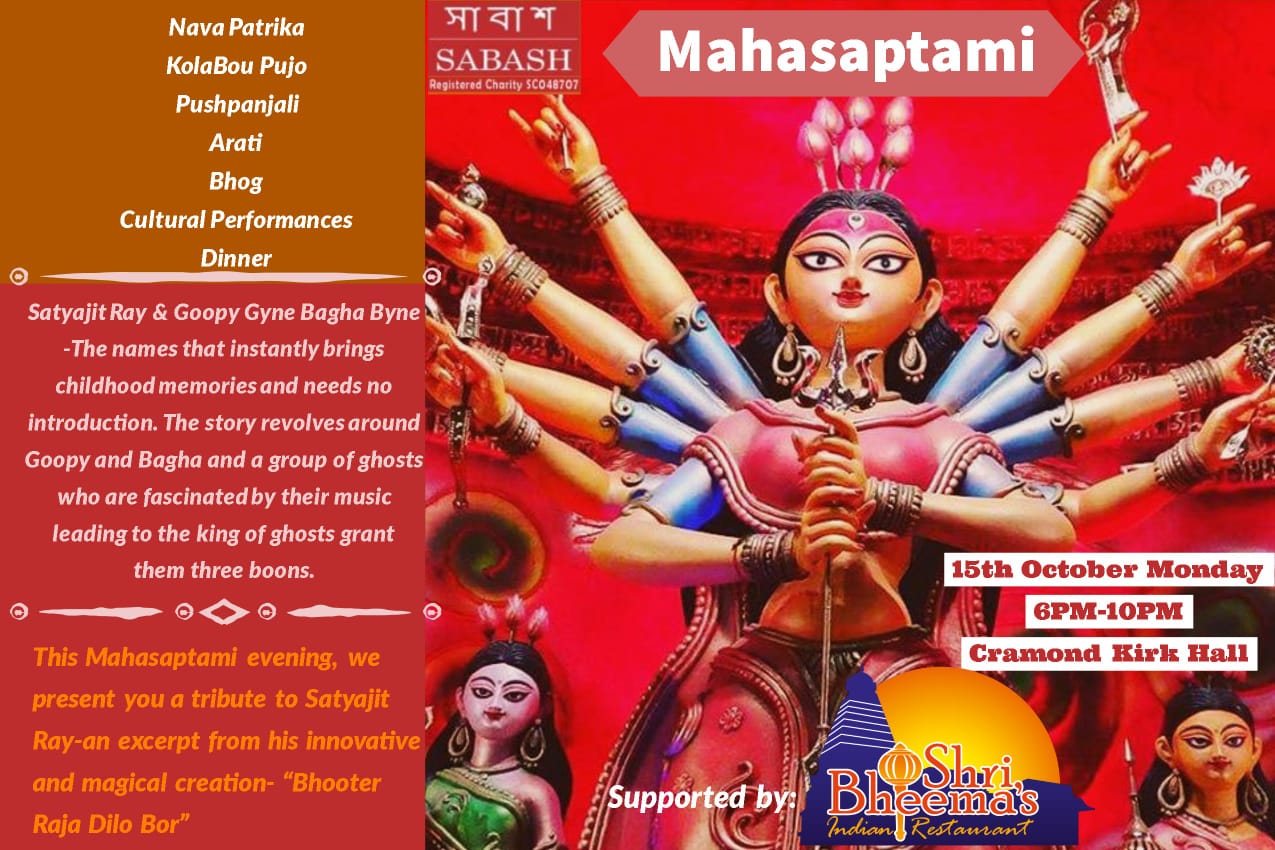 Nava Patrika
KolaBou Pujo
Pushpanjali
Arati
Bhog
Cultural Performances
Dinner
Satyajit Ray & Goopy Gyne Bagha Byne
-The names that instantly brings
childhood memories and needs no
introduction. The story revolves around
Goopy and Bagha and a group of ghosts
who are fascinated by their music
leading to the king of ghosts grant
them three boons.
This Mahasaptami evening, we
present you a tribute to Satyajit
Ray-an excerpt from his innovative
and magical creation- “Bhooter
Raja Dilo Bor”
সাবাশ
SABASH
Registered Charity SC048707
Mahasaptami
15th October Monday
6PM-10PM
Cramond Kirk Hall
Supported by:
Shri
Bheema's
Indian Restaurant